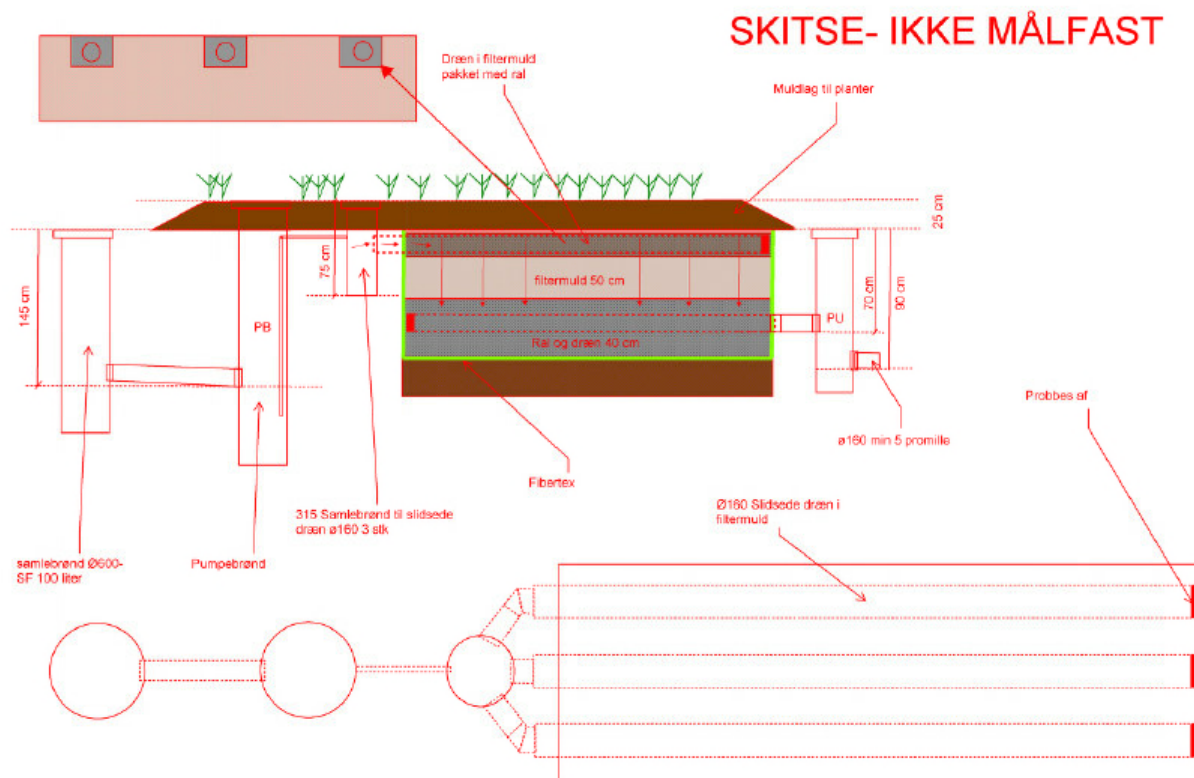 SKITSE- IKKE MÅLFAST
Dræn i filtermuld
pakket med ral
Muldlag til planter
25 cm
75 cm
145 cm
filtermuld 50 cm
70 cm
90 cm
PB
PU
Ral og dræn 40 cm
Probbes af
ø160 min 5 promille
Fibertex
315 Samlebrønd til slidsede
dræn ø160 3 stk
Ø160 Slidsede dræn i
filtermuld
samlebrønd Ø600-
SF 100 liter
Pumpebrønd